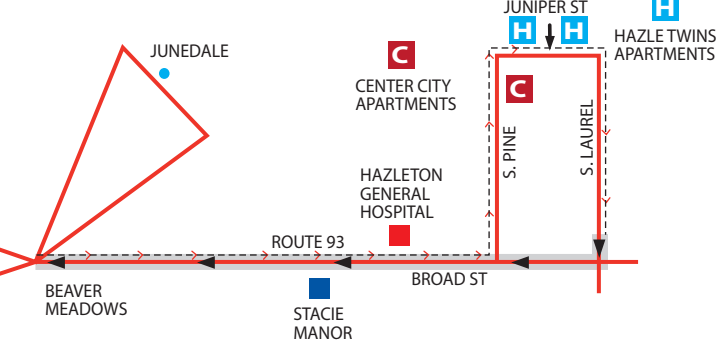 JUNIPER ST
H
H
H
HAZLE TWINS
APARTMENTS
JUNEDALE
C
CENTER CITY
APARTMENTS
C
S. PINE
S. LAUREL
HAZLETON
GENERAL
HOSPITAL
ROUTE 93
BROAD ST
BEAVER
MEADOWS
STACIE
MANOR